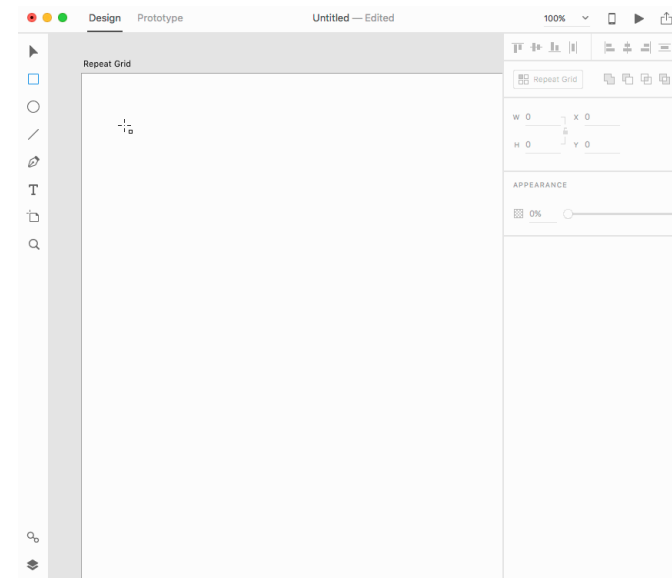 Design Prototype Untitled — Edited 100%
Repeat Grid
Repeat Grid
W 0 X 0
H 0 Y 0
APPEARANCE
0%
T